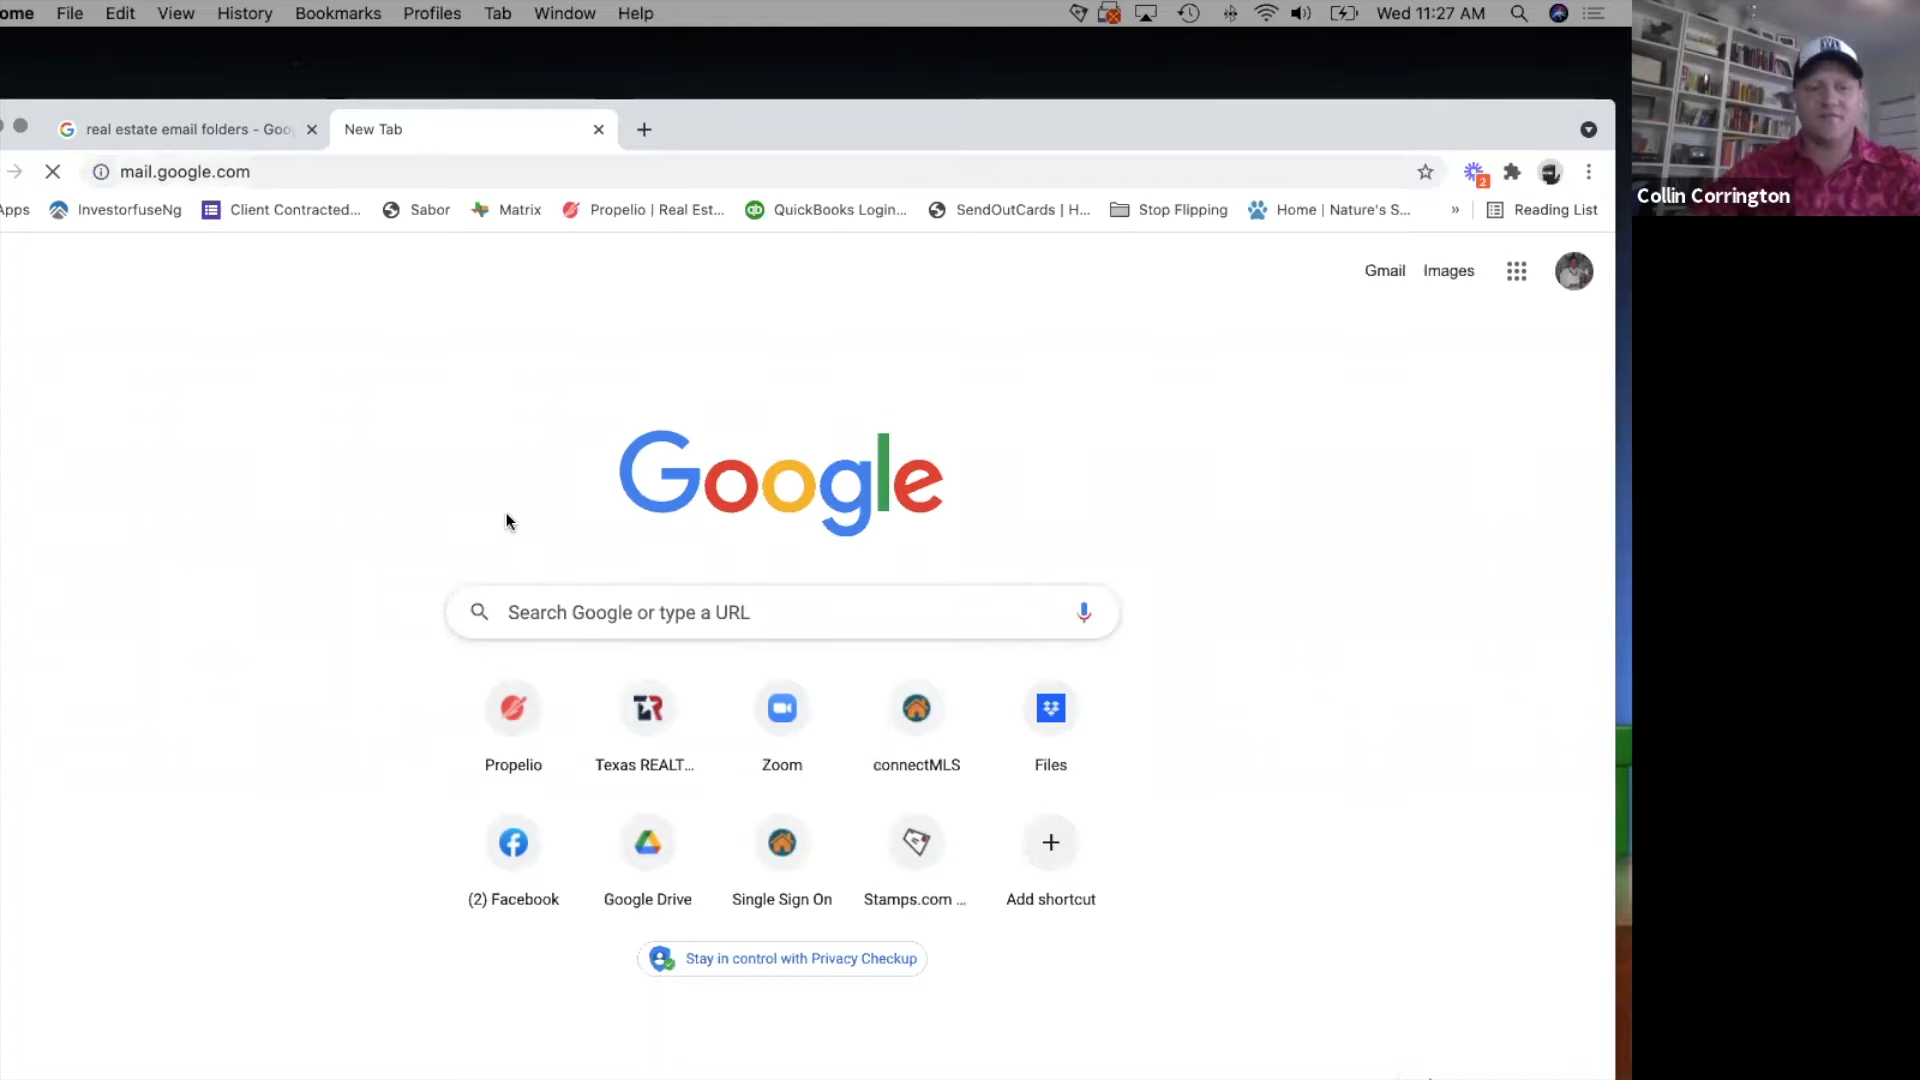 ome File Edit View History Bookmarks Profiles Tab Window Help Wed 11:27 AM
real estate email folders - Goo New Tab
mail.google.com
2
Apps InvestorfuseNg Client Contracted... Sabor Matrix Propelio | Real Est... QuickBooks Login... SendOutCards | H... Stop Flipping Home | Nature's S... » Reading List
Collin Corrington
Gmail Images
Google
Search Google or type a URL
Propelio Texas REALT... Zoom connectMLS Files
(2) Facebook Google Drive Single Sign On Stamps.com ... Add shortcut
Stay in control with Privacy Checkup